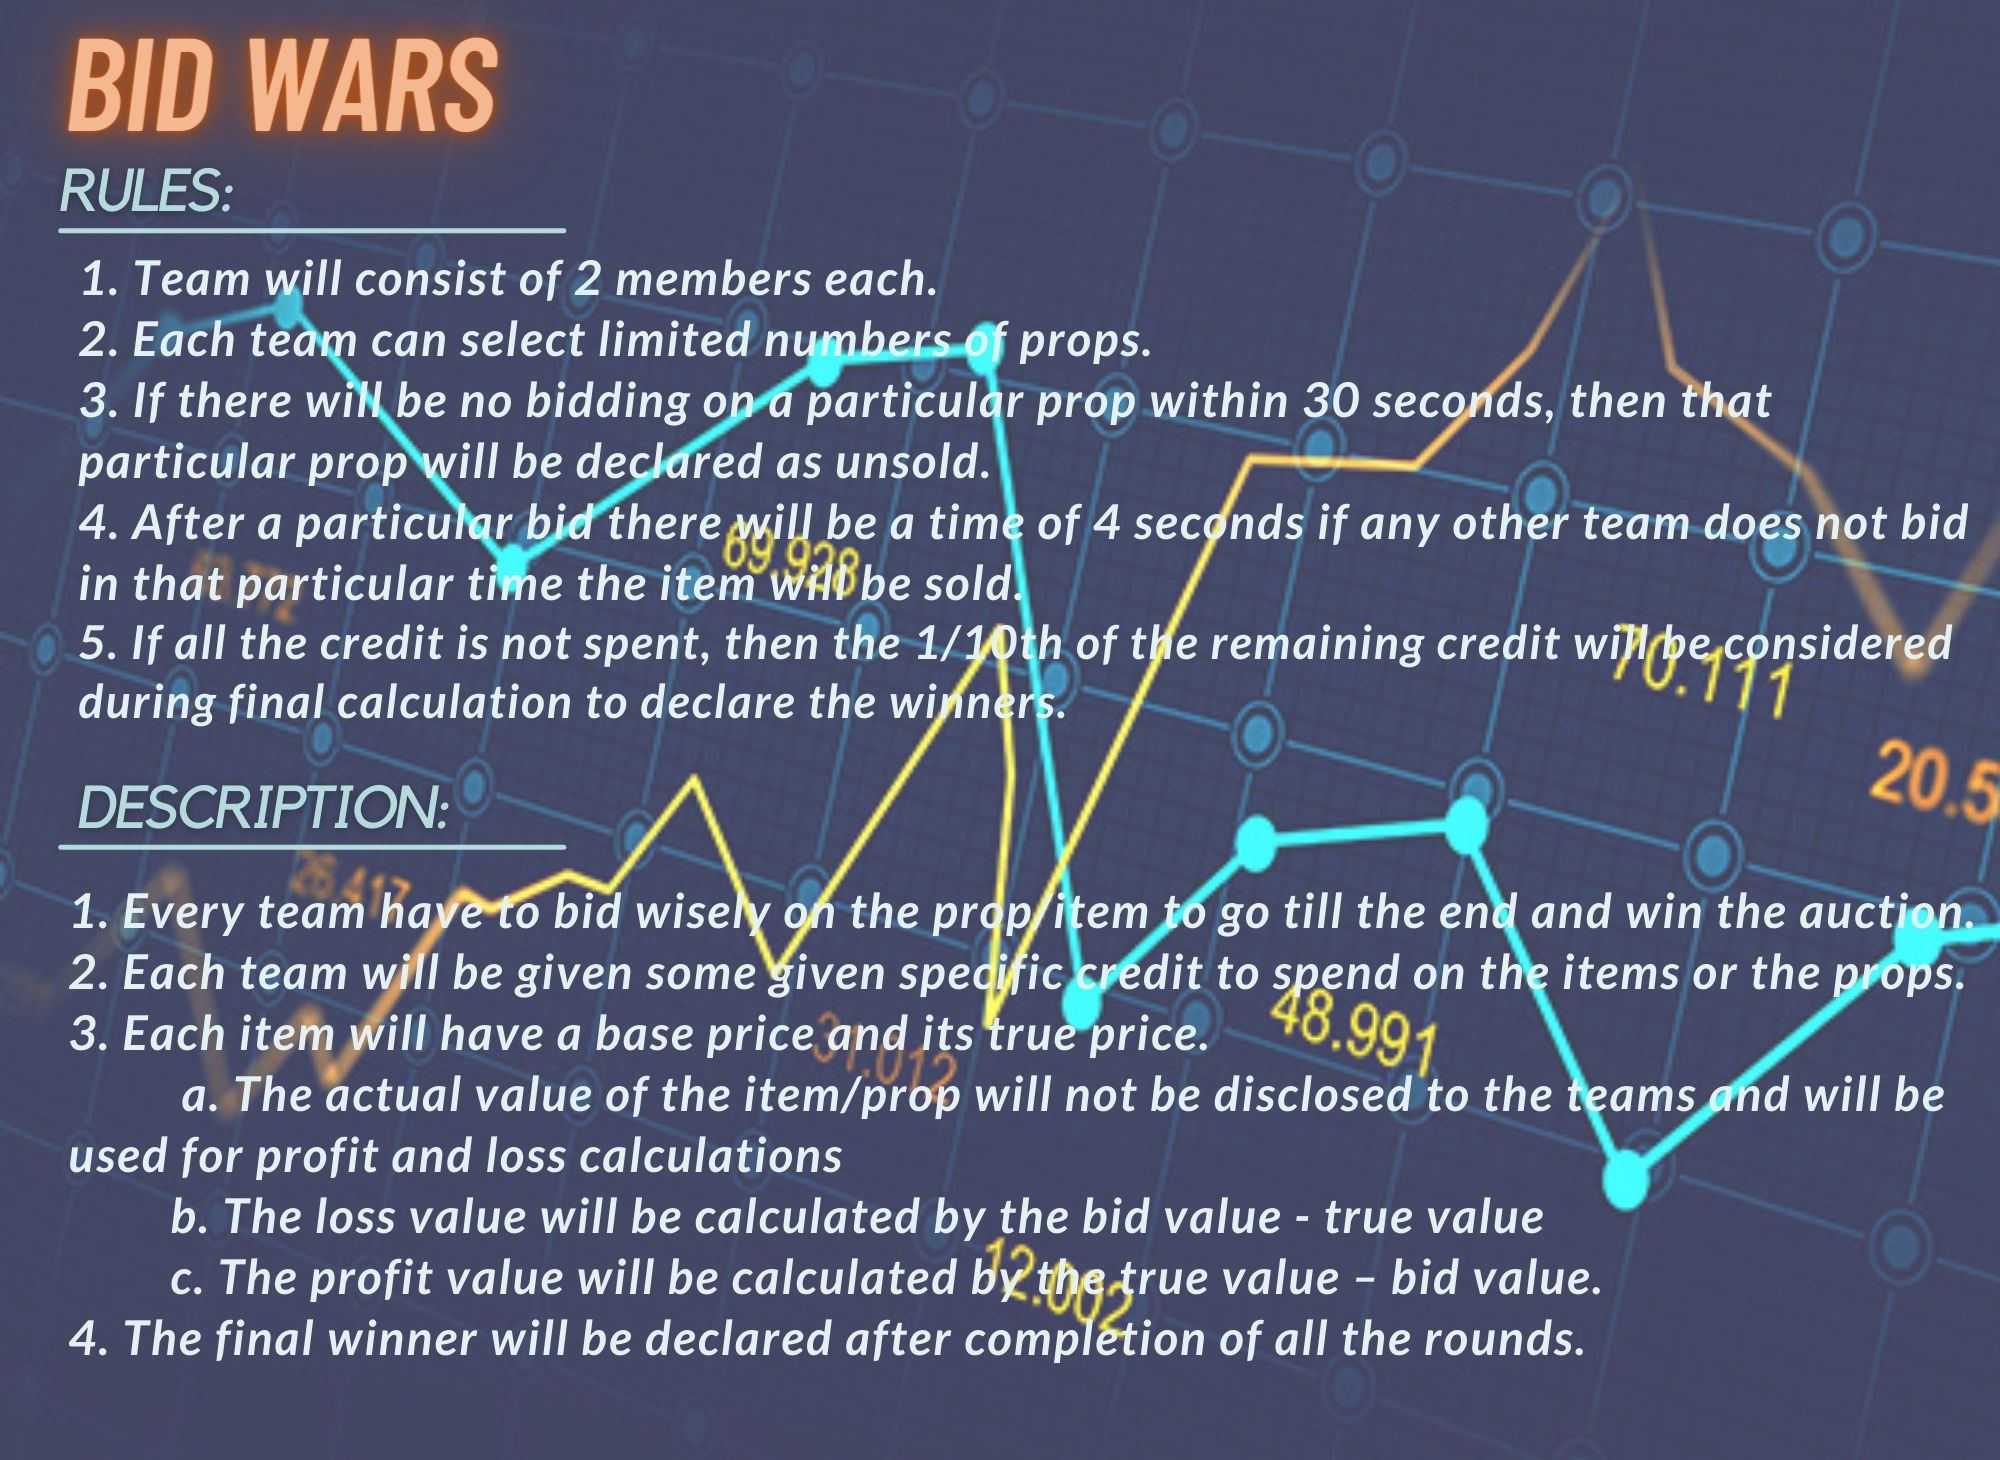 BID WARS
RULES:
1. Team will consist of 2 members each.
2. Each team can select limited numbers of props.
3. If there will be no bidding on a particular prop within 30 seconds, then that
particular prop will be declared as unsold.
4. After a particular bid there will be a time of 4 seconds if any other team does not bid
in that particular time the item will be sold.
69.928
5. If all the credit is not spent, then the 1/10th of the remaining credit will be considered
during final calculation to declare the winners.
70.111
20.5
DESCRIPTION:
26.417
1. Every team have to bid wisely on the prop/item to go till the end and win the auction.
2. Each team will be given some given specific credit to spend on the items or the props.
3. Each item will have a base price and its true price.
31.012
48.991
a. The actual value of the item/prop will not be disclosed to the teams and will be
used for profit and loss calculations
b. The loss value will be calculated by the bid value - true value
c. The profit value will be calculated by the true value – bid value.
12.002
4. The final winner will be declared after completion of all the rounds.